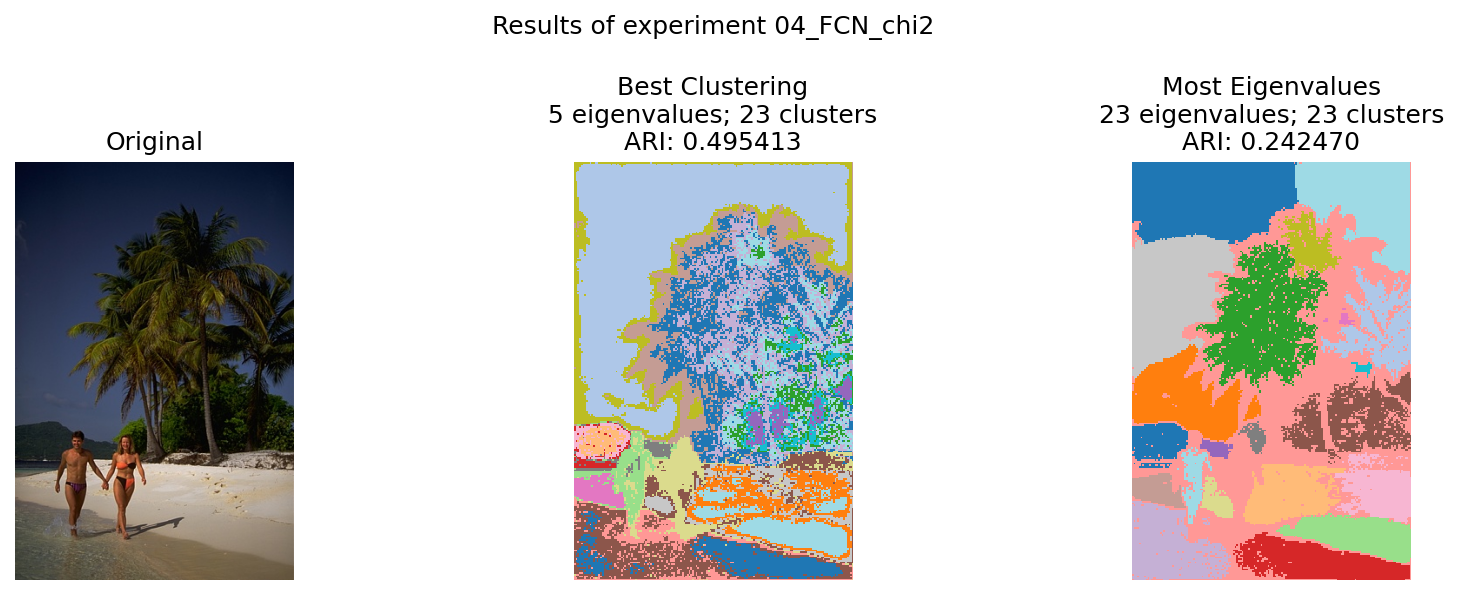 Results of experiment 04_FCN_chi2
Original
Best Clustering
5 eigenvalues; 23 clusters
ARI: 0.495413
Most Eigenvalues
23 eigenvalues; 23 clusters
ARI: 0.242470